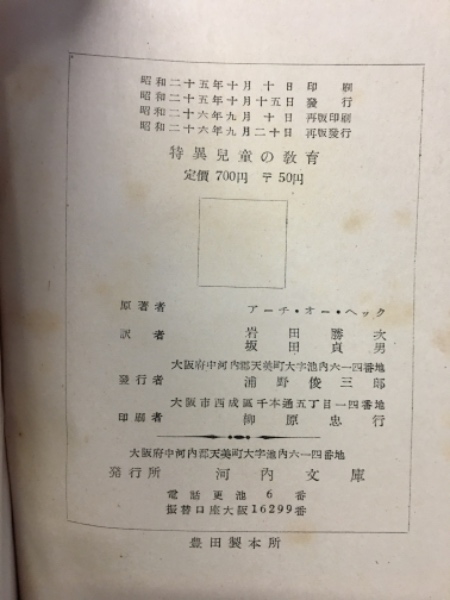 昭和二十五年十月十日 印刷
昭和二十五年十月十五日 發行
昭和二十六年九月十日 再版印刷
昭和二十六年九月二十日 再版發行
特異兒童の教育
定價 700円 〒50円
原著者 アーチ・オー・ヘック
訳者 岩田勝次
坂田貞男
大阪府中河內郡天美町大字池內六一四番地
發行者 浦野俊三郎
大阪市西成區千本通五丁目一四番地
印刷者 柳原忠行
大阪府中河內郡天美町大字池內六一四番地
発行所 河內文庫
電話更池6番
振替口座大阪16299番
豊田製本所